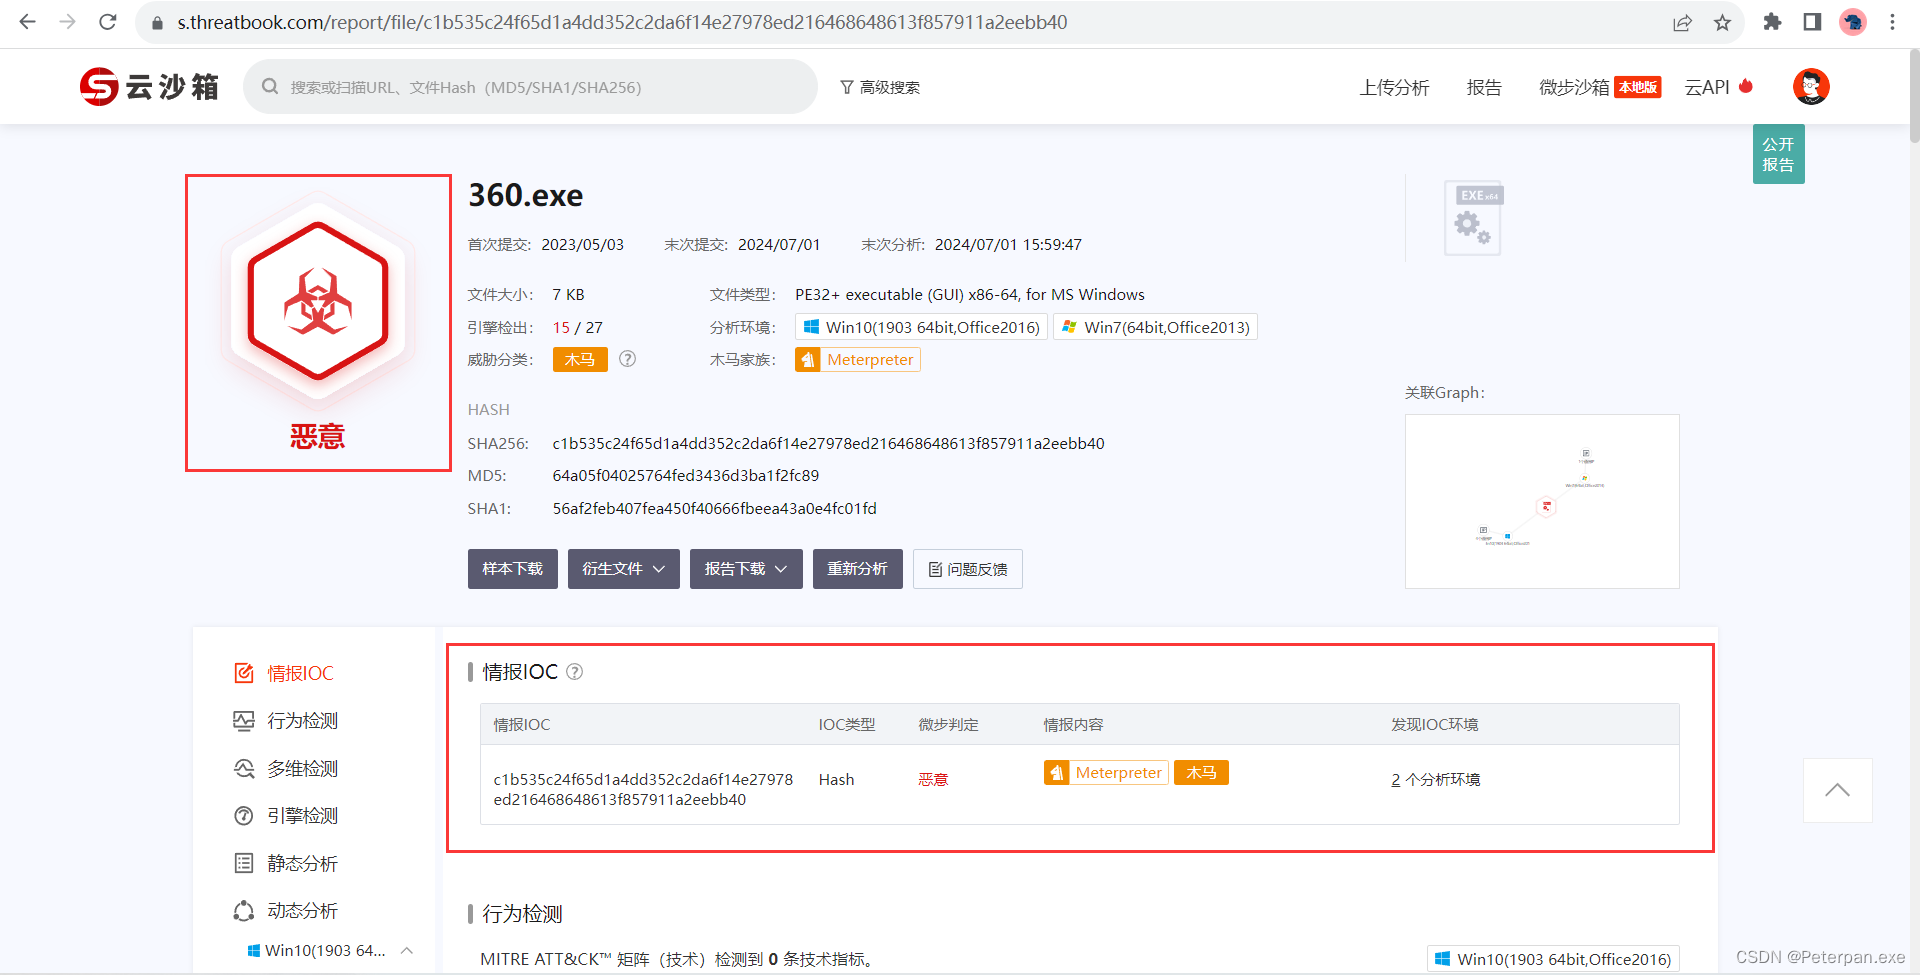 s.threatbook.com/report/file/c1b535c24f65d1a4dd352c2da6f14e27978ed216468648613f857911a2eebb40
云沙箱
搜索或扫描URL、文件Hash（MD5/SHA1/SHA256）
高级搜索
上传分析
报告
微步沙箱 本地版
云API
公开
报告
恶意
360.exe
首次提交: 2023/05/03 末次提交: 2024/07/01 末次分析: 2024/07/01 15:59:47
文件大小: 7 KB 文件类型: PE32+ executable (GUI) x86-64, for MS Windows
引擎检出: 15 / 27 分析环境: Win10(1903 64bit,Office2016) Win7(64bit,Office2013)
威胁分类: 木马 ? 木马家族: Meterpreter
EXE x64
HASH
SHA256: c1b535c24f65d1a4dd352c2da6f14e27978ed216468648613f857911a2eebb40
MD5: 64a05f04025764fed3436d3ba1f2fc89
SHA1: 56af2feb407fea450f40666fbeea43a0e4fc01fd
关联Graph:
样本下载 衍生文件 报告下载 重新分析 问题反馈
情报IOC
行为检测
多维检测
引擎检测
静态分析
动态分析
Win10(1903 64...
情报IOC ?
情报IOC IOC类型 微步判定 情报内容 发现IOC环境
c1b535c24f65d1a4dd352c2da6f14e27978
ed216468648613f857911a2eebb40
Hash 恶意 Meterpreter 木马 2 个分析环境
行为检测
MITRE ATT&CK™ 矩阵（技术）检测到 0 条技术指标。
Win10(1903 64bit,Office2016)
CSDN @Peterpan.exe